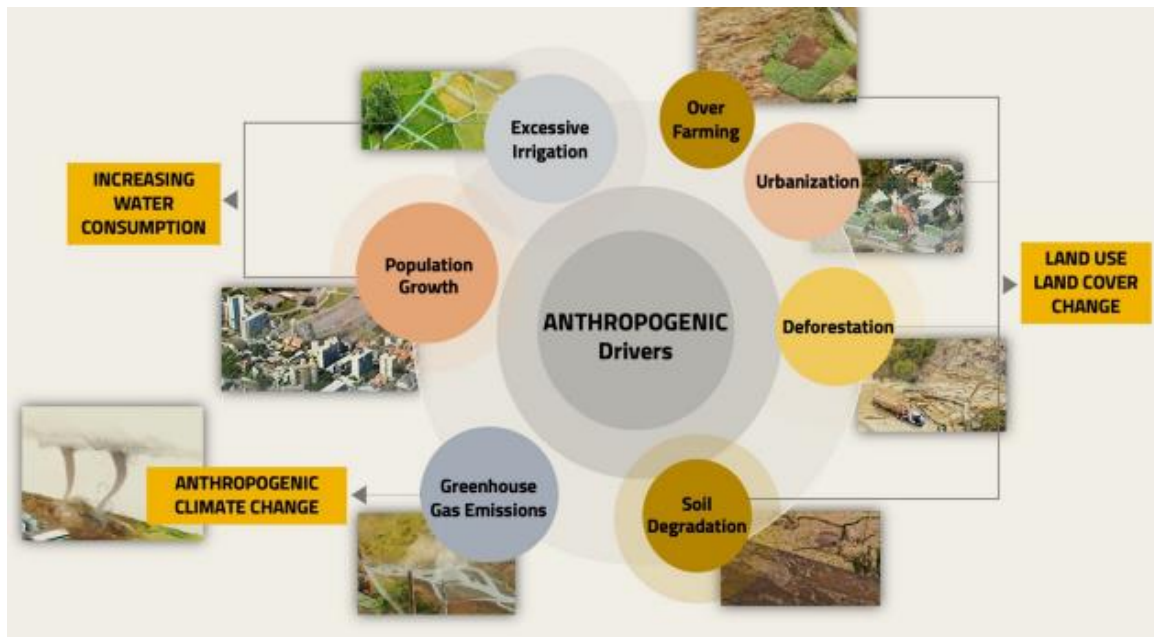 Over
Farming
Excessive
Irrigation
Urbanization
INCREASING
WATER
CONSUMPTION
Population
Growth
LAND USE
LAND COVER
CHANGE
ANTHROPOGENIC
Drivers
Deforestation
ANTHROPOGENIC
CLIMATE CHANGE
Greenhouse
Gas Emissions
Soil
Degradation